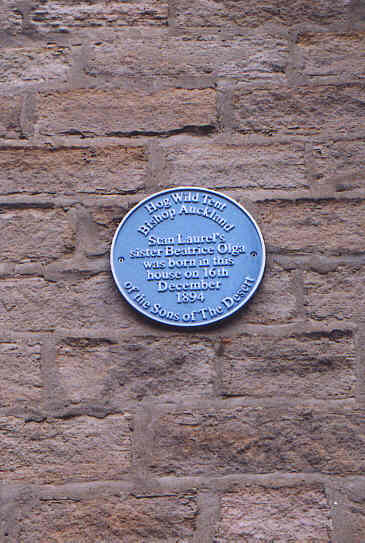 Hog Wild Tent
Bishop Auckland
Stan Laurel's
sister Beatrice Olga
was born in this
house on 16th
December
1894
of the Sons of The Desert